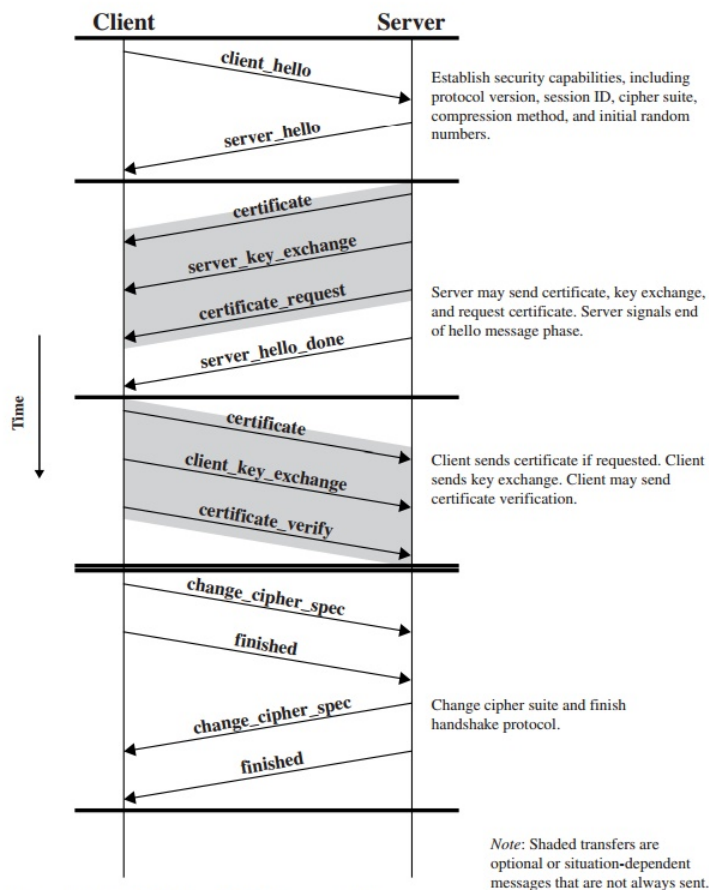 Client
Server
client_hello
Establish security capabilities, including
protocol version, session ID, cipher suite,
compression method, and initial random
numbers.
server_hello
certificate
server_key_exchange
certificate_request
Server may send certificate, key exchange,
and request certificate. Server signals end
of hello message phase.
server_hello_done
Time
certificate
client_key_exchange
Client sends certificate if requested. Client
sends key exchange. Client may send
certificate verification.
certificate_verify
change_cipher_spec
finished
change_cipher_spec
Change cipher suite and finish
handshake protocol.
finished
Note: Shaded transfers are
optional or situation-dependent
messages that are not always sent.